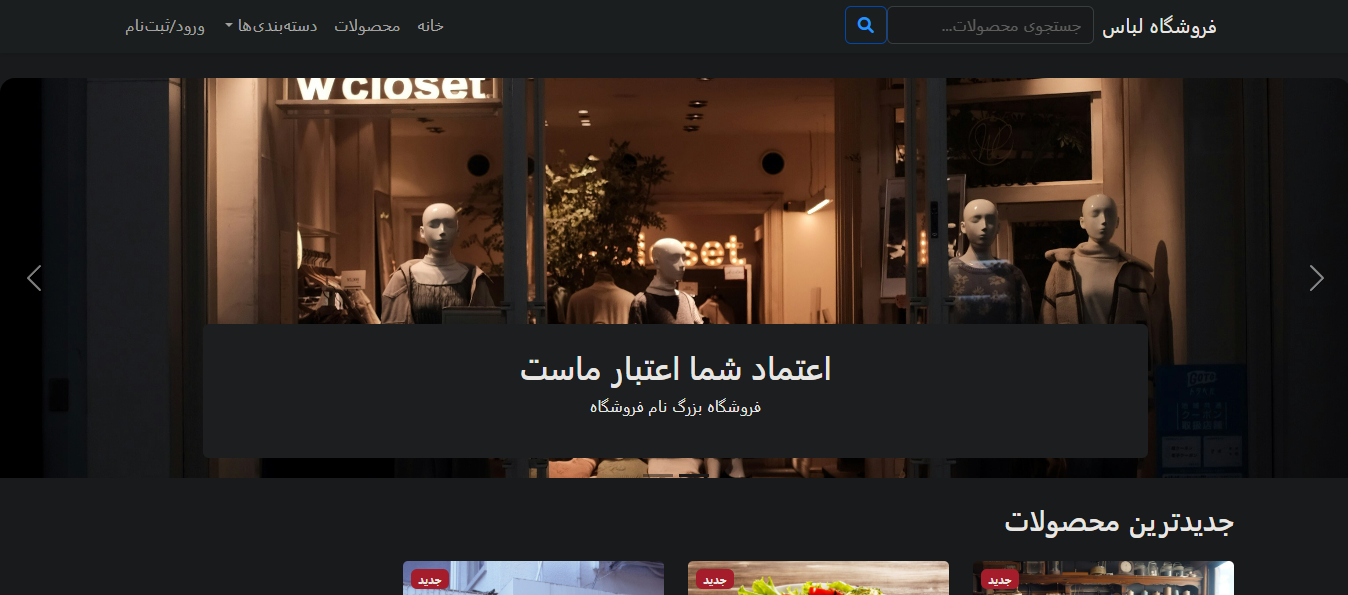 فروشگاه لباس
جستجوی محصولات...
خانه
محصولات
دسته‌بندی‌ها
ورود/ثبت‌نام
w closet
closet
اعتماد شما اعتبار ماست
فروشگاه بزرگ نام فروشگاه
جدیدترین محصولات
جدید
جدید
جدید